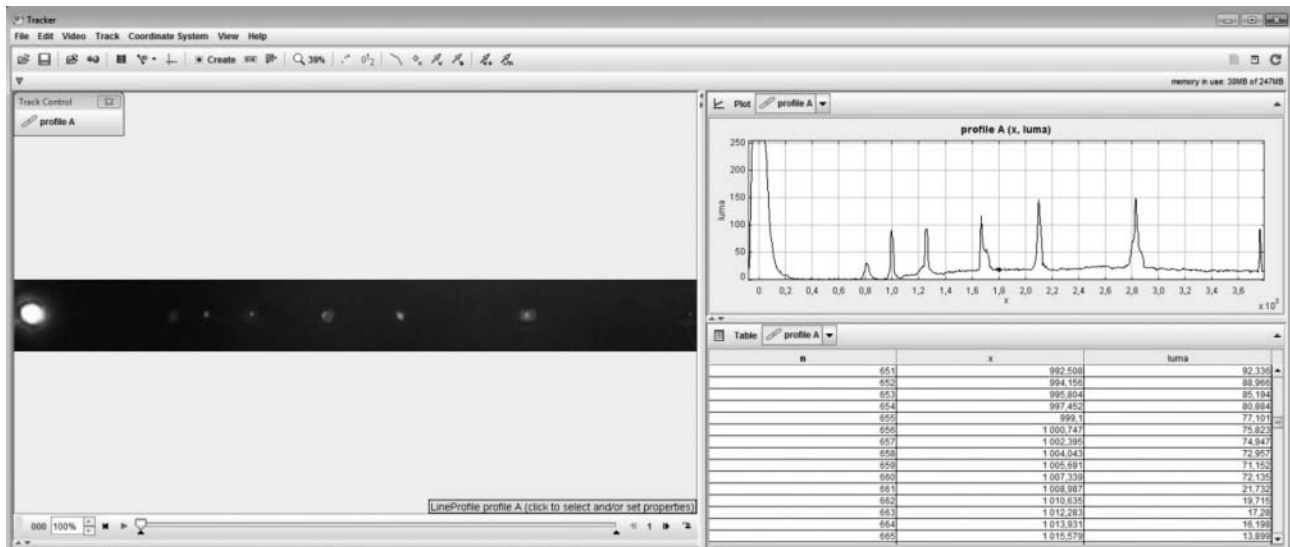 Tracker
File Edit Video Track Coordinate System View Help
Create 39%
memory in use: 30MB of 247MB
Track Control
profile A
Plot profile A
profile A (x, luma)
250
200
150
100
50
0
luma
0 0,2 0,4 0,6 0,8 1,0 1,2 1,4 1,6 1,8 2,0 2,2 2,4 2,6 2,8 3,0 3,2 3,4 3,6
x
x10³
Table profile A
n x luma
651 992,508 92,336
652 994,156 88,966
653 995,804 85,194
654 997,452 80,884
655 999,1 77,101
656 1 000,747 75,823
657 1 002,395 74,947
658 1 004,043 72,957
659 1 005,691 71,152
660 1 007,339 72,135
661 1 008,987 21,732
662 1 010,635 19,715
663 1 012,283 17,28
664 1 013,931 16,198
665 1 015,579 13,899
LineProfile profile A (click to select and/or set properties)
000 100% 1